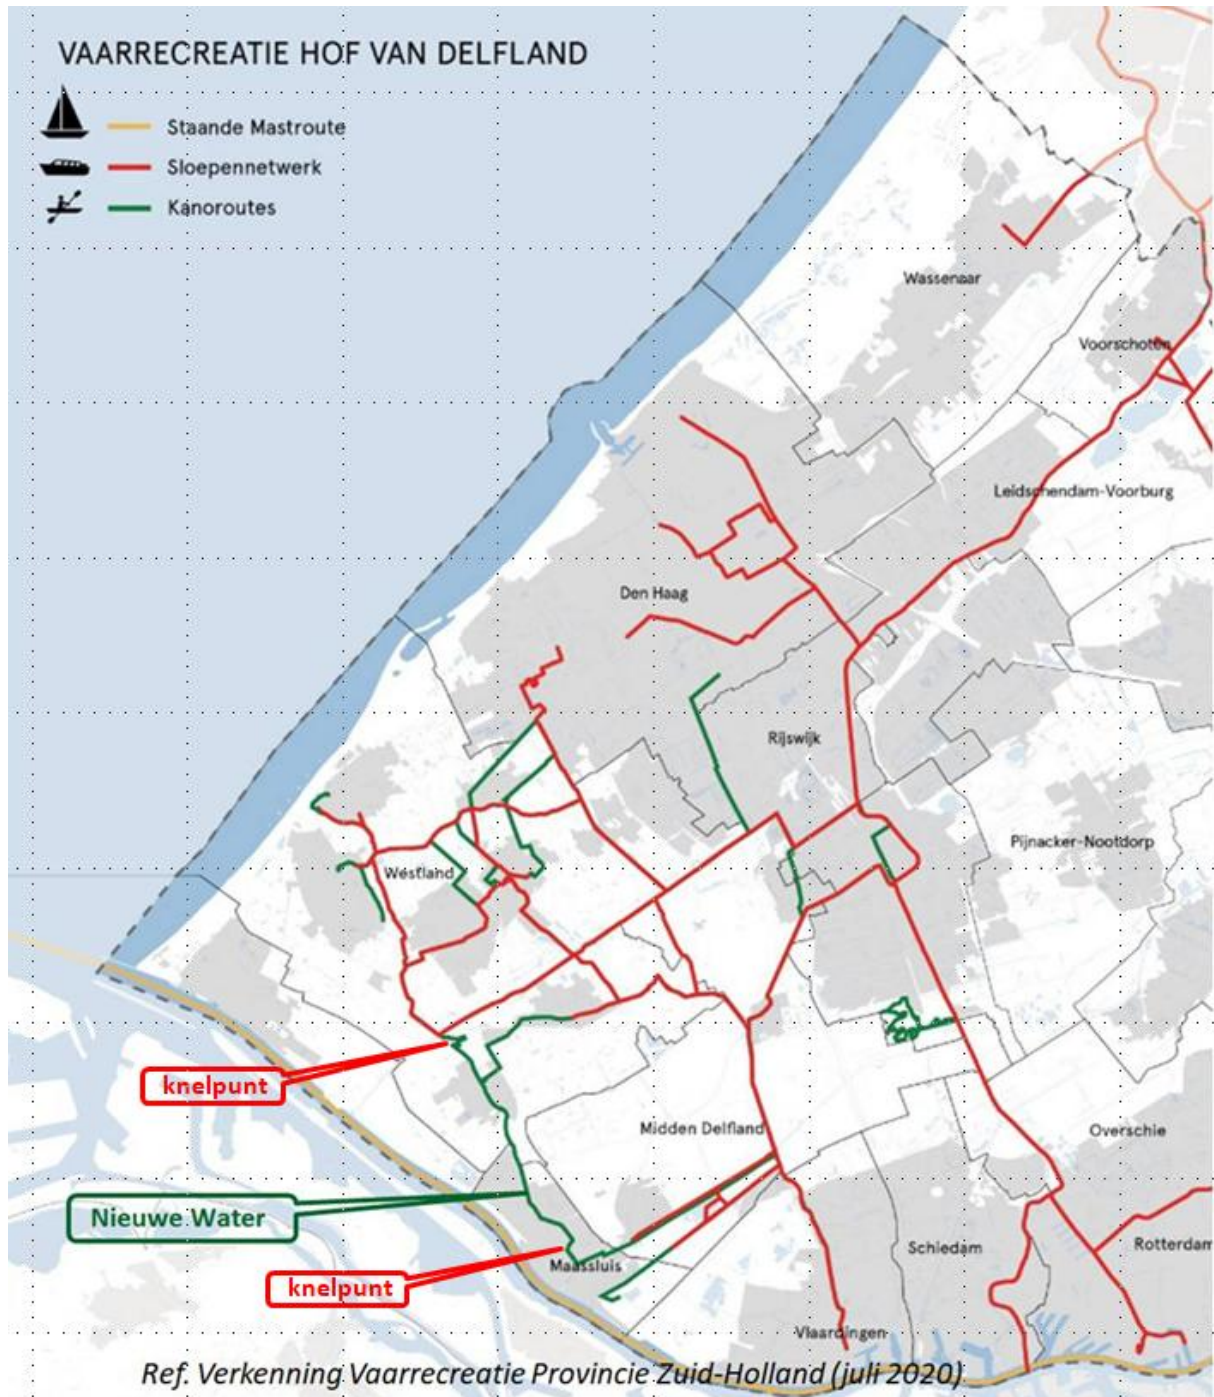 VAARRECREATIE HOF VAN DELFLAND
Staande Mastroute
Sloepennetwerk
Kanoroutes
Wassenaar
Voorschoten
Leidschendam-Voorburg
Den Haag
Rijswijk
Pijnacker-Nootdorp
Westland
knelpunt
Midden Delfland
Overschie
Nieuwe Water
Schiedam
Rotterdam
Maassluis
knelpunt
Vlaardingen
Ref. Verkenning Vaarrecreatie Provincie Zuid-Holland (juli 2020)